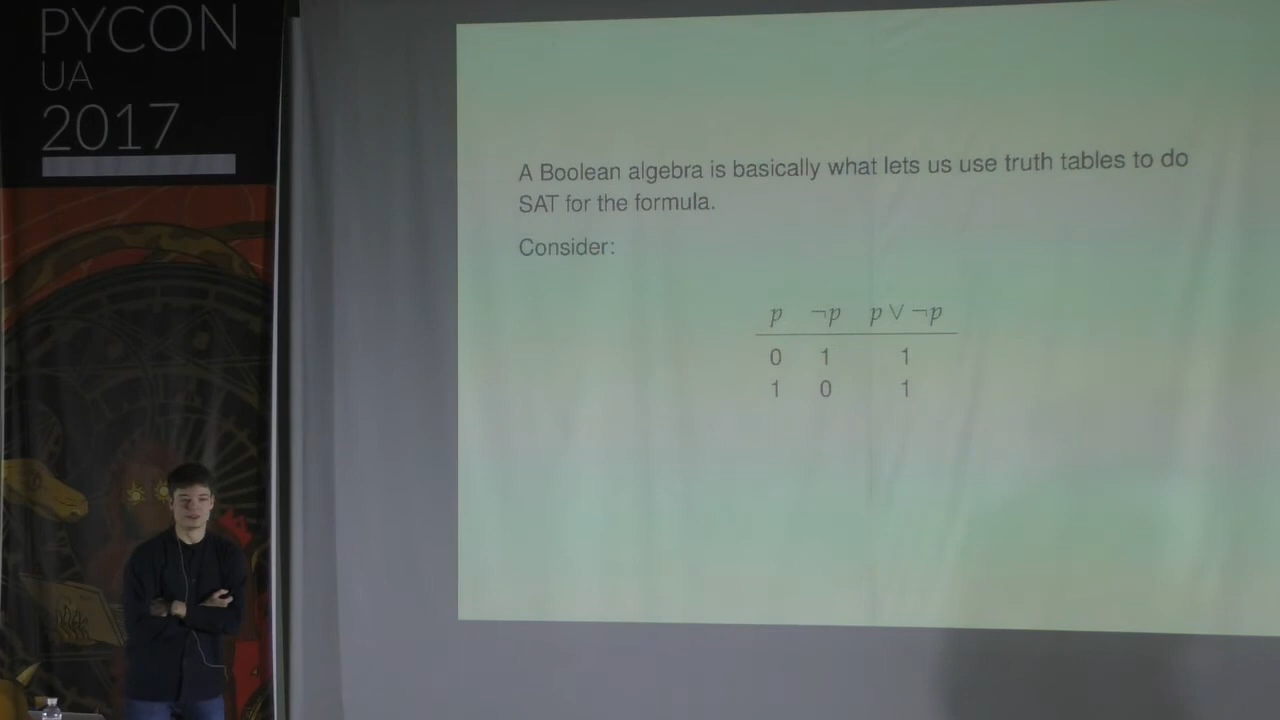 PYCON
UA
2017
A Boolean algebra is basically what lets us use truth tables to do
SAT for the formula.
Consider:
p ¬p p ∨ ¬p
0 1 1
1 0 1